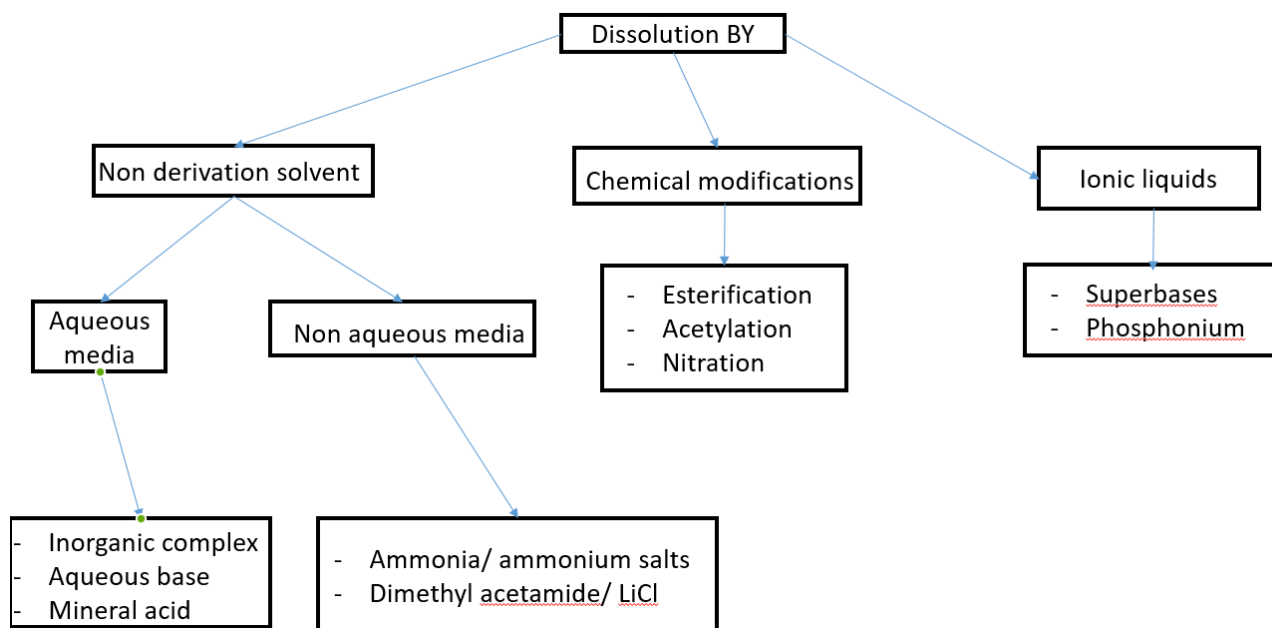 Dissolution BY
Non derivation solvent
Chemical modifications
Ionic liquids
Aqueous
media
Non aqueous media
- Esterification
- Acetylation
- Nitration
- Superbases
- Phosphonium
- Inorganic complex
- Aqueous base
- Mineral acid
- Ammonia/ ammonium salts
- Dimethyl acetamide/ LiCl